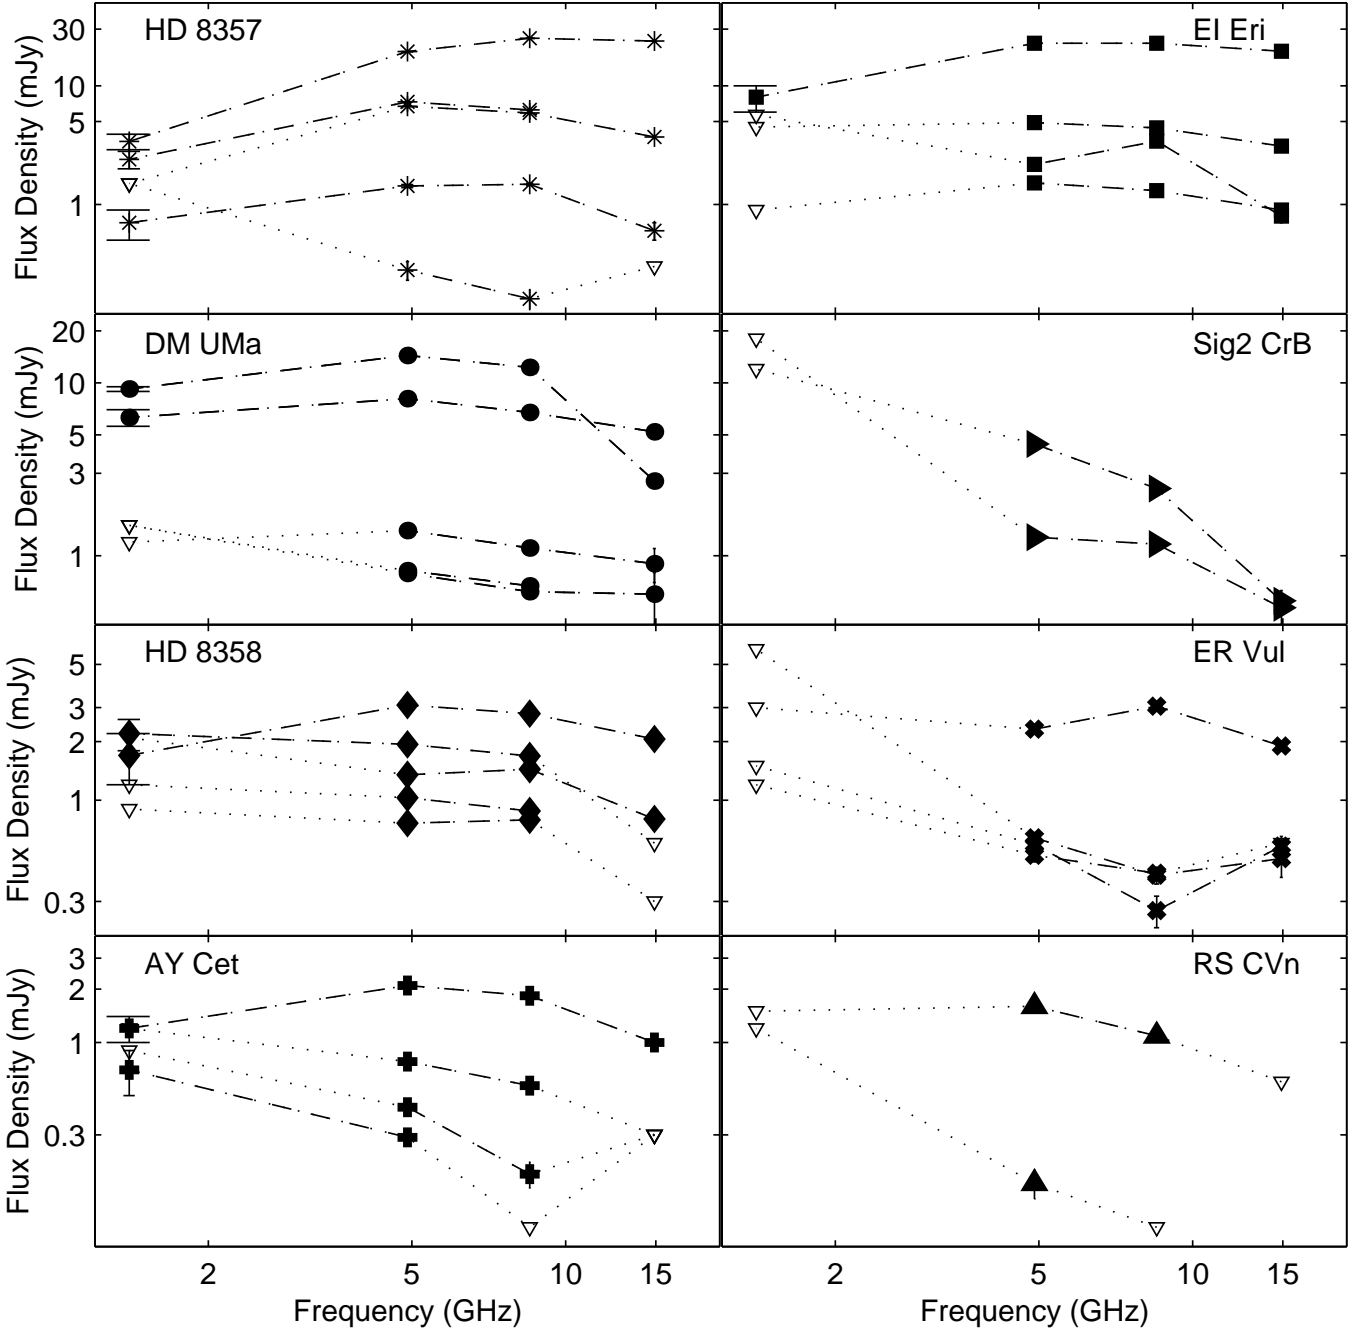 HD 8357
30
10
5
1
Flux Density (mJy)
EI Eri
DM UMa
20
10
5
3
1
Flux Density (mJy)
Sig2 CrB
HD 8358
5
3
2
1
0.3
Flux Density (mJy)
ER Vul
AY Cet
3
2
1
0.3
Flux Density (mJy)
RS CVn
2 5 10 15
Frequency (GHz)
2 5 10 15
Frequency (GHz)